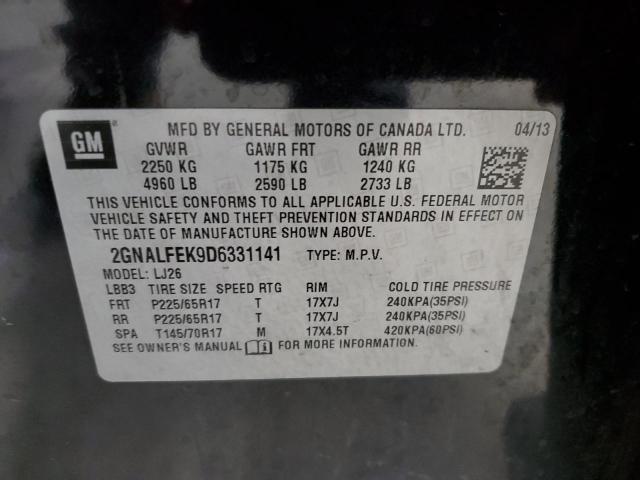 GM
MFD BY GENERAL MOTORS OF CANADA LTD. 04/13
GVWR GAWR FRT GAWR RR
2250 KG 1175 KG 1240 KG
4960 LB 2590 LB 2733 LB
THIS VEHICLE CONFORMS TO ALL APPLICABLE U.S. FEDERAL MOTOR
VEHICLE SAFETY AND THEFT PREVENTION STANDARDS IN EFFECT ON
THE DATE OF MANUFACTURE SHOWN ABOVE.
2GNALFEK9D6331141 TYPE: M.P.V.
MODEL: LJ26
LBB3 TIRE SIZE SPEED RTG RIM COLD TIRE PRESSURE
FRT P225/65R17 T 17X7J 240KPA(35PSI)
RR P225/65R17 T 17X7J 240KPA(35PSI)
SPA T145/70R17 M 17X4.5T 420KPA(60PSI)
SEE OWNER'S MANUAL FOR MORE INFORMATION.